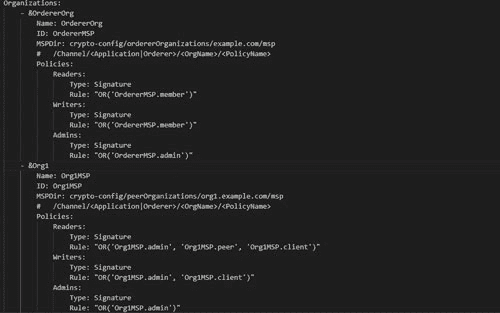 Organizations:
- &OrdererOrg
Name: OrdererOrg
ID: OrdererMSP
MSPDir: crypto-config/ordererOrganizations/example.com/msp
# /Channel/<Application|Orderer>/<OrgName>/<PolicyName>
Policies:
Readers:
Type: Signature
Rule: "OR('OrdererMSP.member')"
Writers:
Type: Signature
Rule: "OR('OrdererMSP.member')"
Admins:
Type: Signature
Rule: "OR('OrdererMSP.admin')"
- &Org1
Name: Org1MSP
ID: Org1MSP
MSPDir: crypto-config/peerOrganizations/org1.example.com/msp
# /Channel/<Application|Orderer>/<OrgName>/<PolicyName>
Policies:
Readers:
Type: Signature
Rule: "OR('Org1MSP.admin', 'Org1MSP.peer', 'Org1MSP.client')"
Writers:
Type: Signature
Rule: "OR('Org1MSP.admin', 'Org1MSP.client')"
Admins:
Type: Signature
Rule: "OR('Org1MSP.admin')"